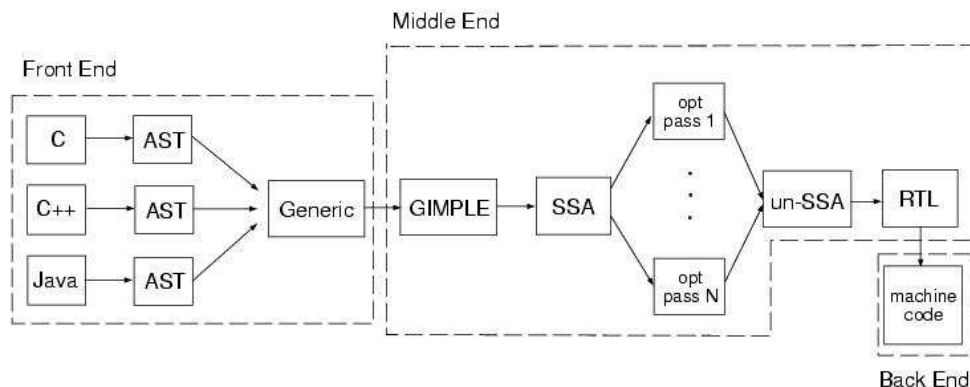 Middle End
Front End
C
AST
C++
AST
Java
AST
Generic
GIMPLE
SSA
opt
pass 1
opt
pass N
un-SSA
RTL
machine
code
Back End